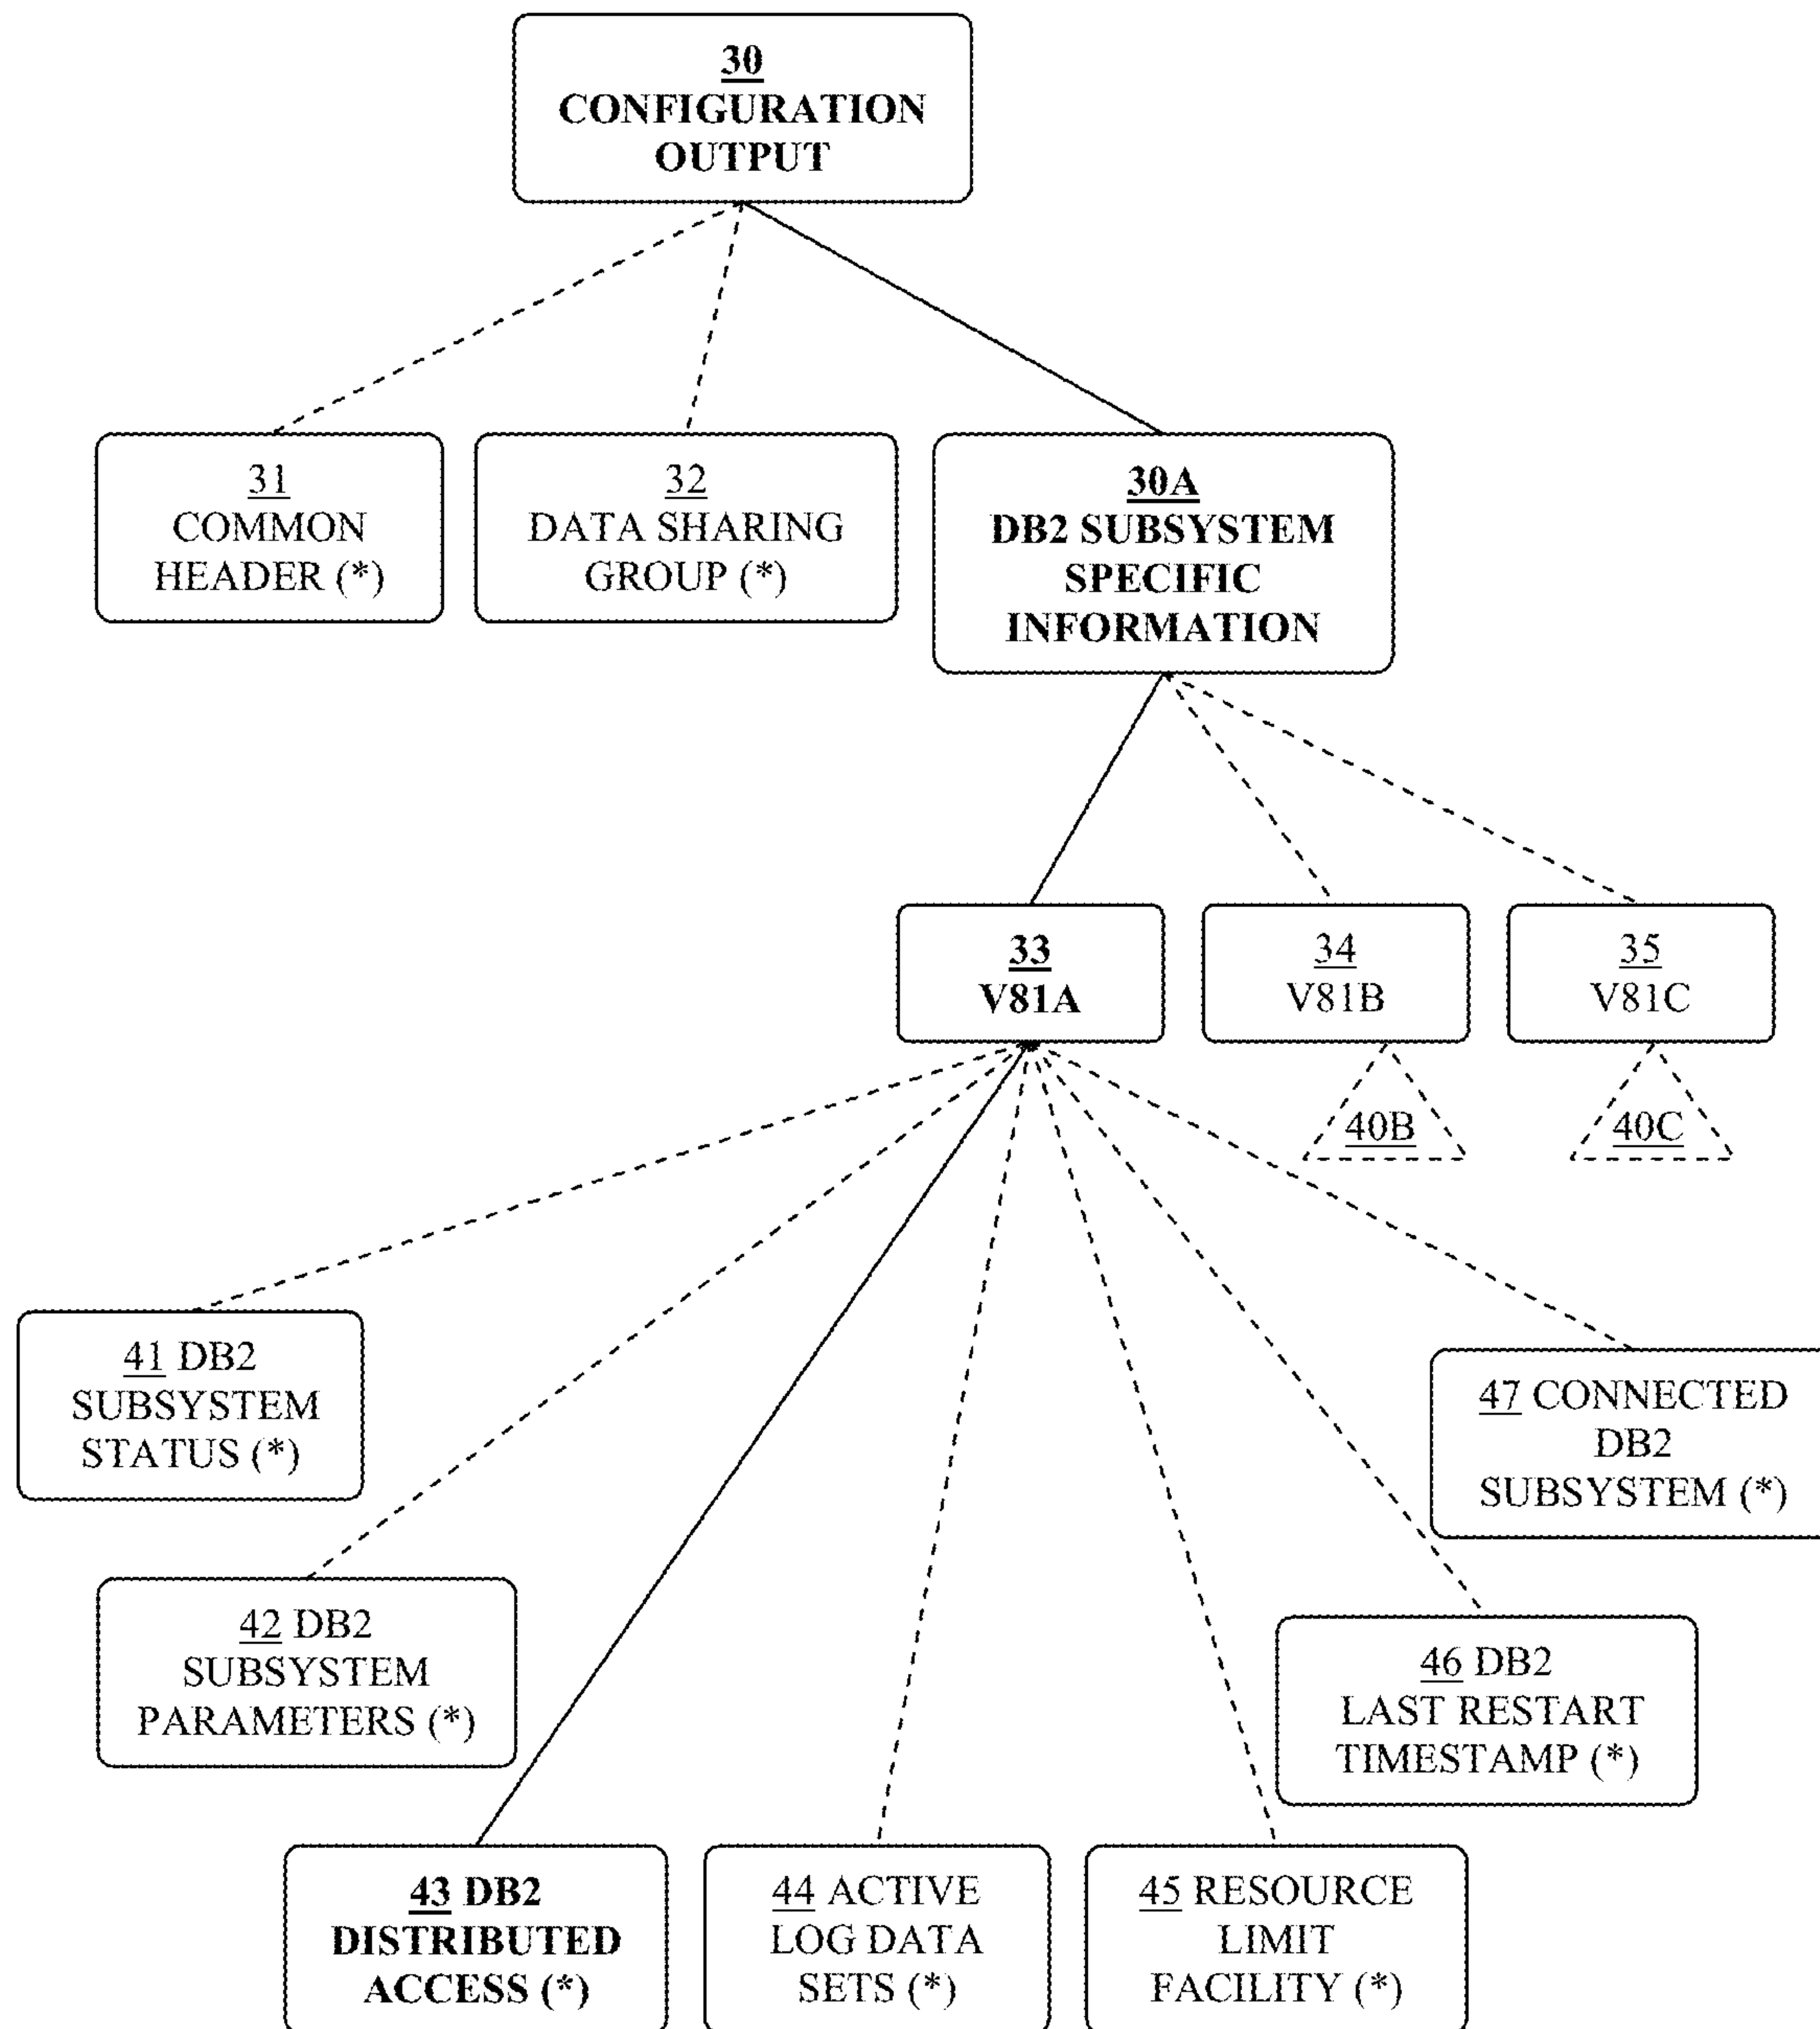 30
CONFIGURATION
OUTPUT
31
COMMON
HEADER (*)
32
DATA SHARING
GROUP (*)
30A
DB2 SUBSYSTEM
SPECIFIC
INFORMATION
33
V81A
34
V81B
35
V81C
40B
40C
41 DB2
SUBSYSTEM
STATUS (*)
47 CONNECTED
DB2
SUBSYSTEM (*)
42 DB2
SUBSYSTEM
PARAMETERS (*)
46 DB2
LAST RESTART
TIMESTAMP (*)
43 DB2
DISTRIBUTED
ACCESS (*)
44 ACTIVE
LOG DATA
SETS (*)
45 RESOURCE
LIMIT
FACILITY (*)